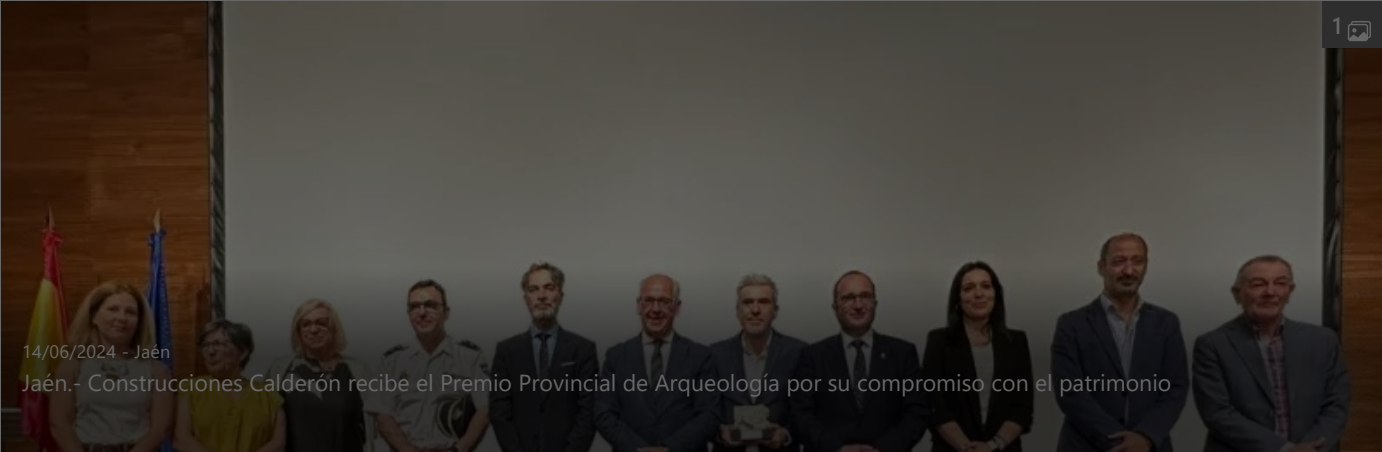 1
14/06/2024 - Jaén
Jaén.- Construcciones Calderón recibe el Premio Provincial de Arqueología por su compromiso con el patrimonio